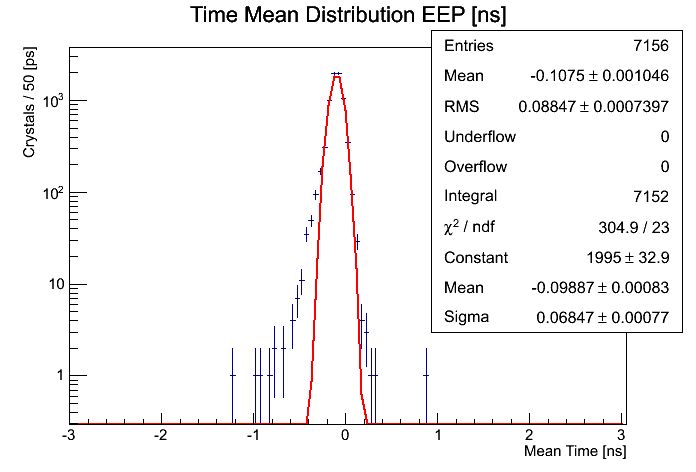 Time Mean Distribution EEP [ns]
Crystals / 50 [ps]
Entries 7156
Mean -0.1075 ± 0.001046
RMS 0.08847 ± 0.0007397
Underflow 0
Overflow 0
Integral 7152
χ² / ndf 304.9 / 23
Constant 1995 ± 32.9
Mean -0.09887 ± 0.00083
Sigma 0.06847 ± 0.00077
10³
10²
10
1
-3 -2 -1 0 1 2 3
Mean Time [ns]